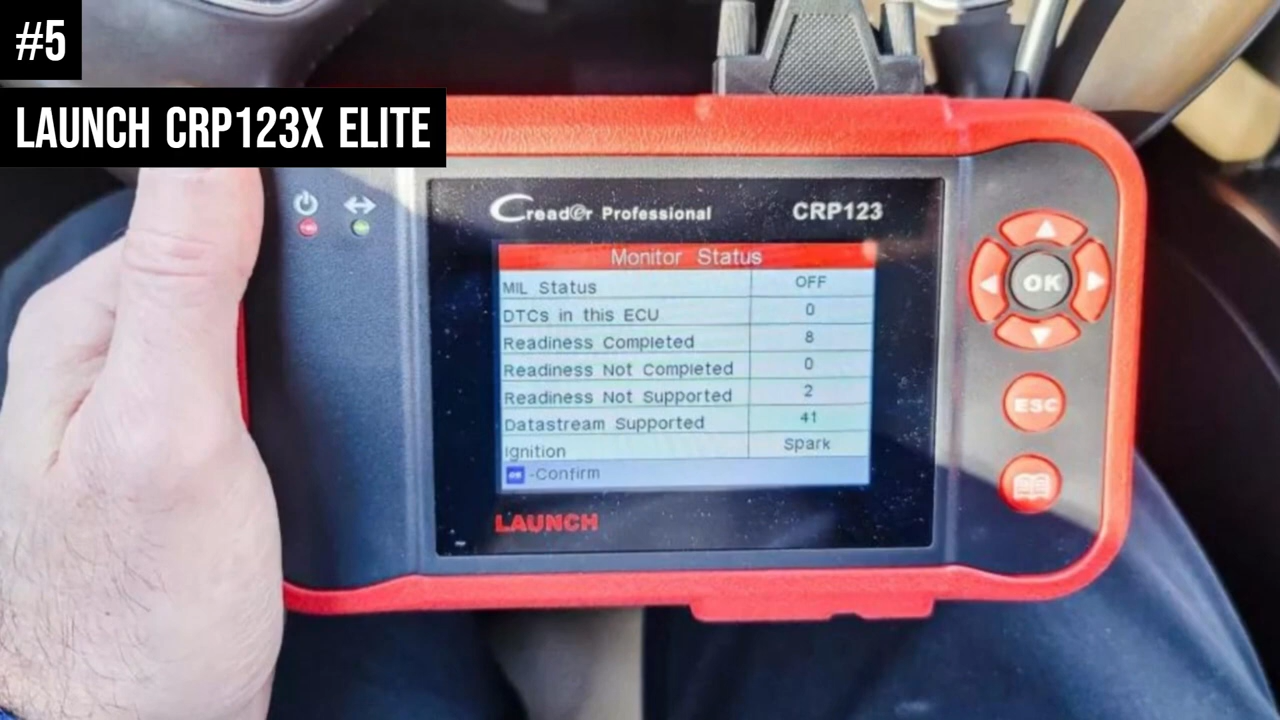 #5
LAUNCH CRP123X ELITE
Creader Professional CRP123
Monitor Status
MIL Status OFF
DTCs in this ECU 0
Readiness Completed 8
Readiness Not Completed 0
Readiness Not Supported 2
Datastream Supported 41
Ignition Spark
OK -Confirm
LAUNCH
OK
ESC